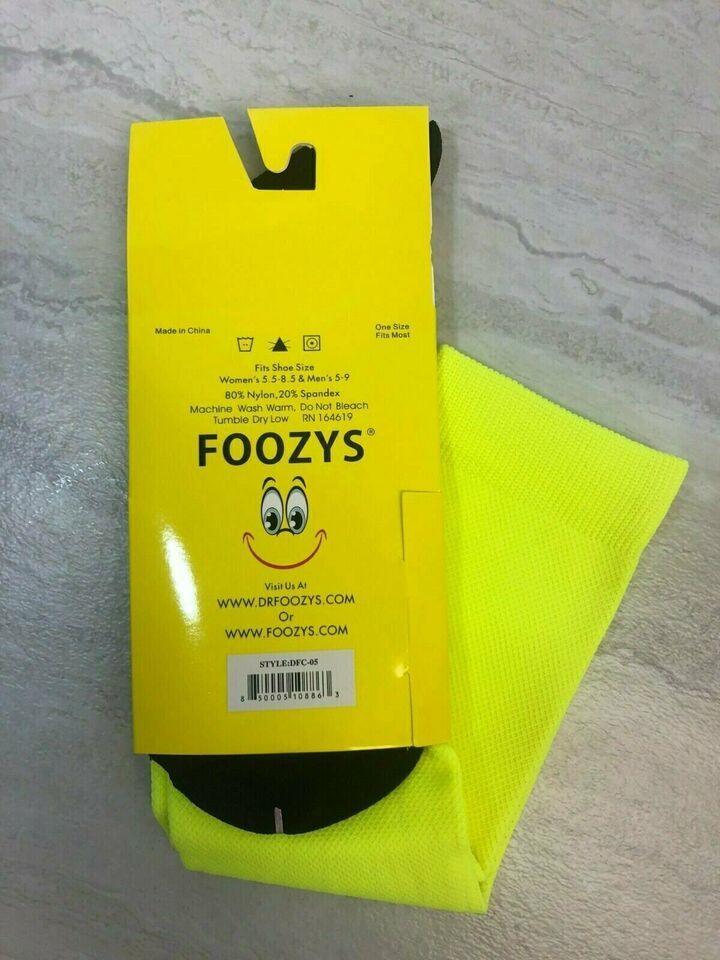 Made in China
One Size
Fits Most
Fits Shoe Size
Women's 5.5-8.5 & Men's 5-9
80% Nylon,20% Spandex
Machine Wash Warm, Do Not Bleach
Tumble Dry Low RN 164619
FOOZYS®
Visit Us At
WWW.DRFOOZYS.COM
Or
WWW.FOOZYS.COM
STYLE:DFC-05
8 50005 10886 3